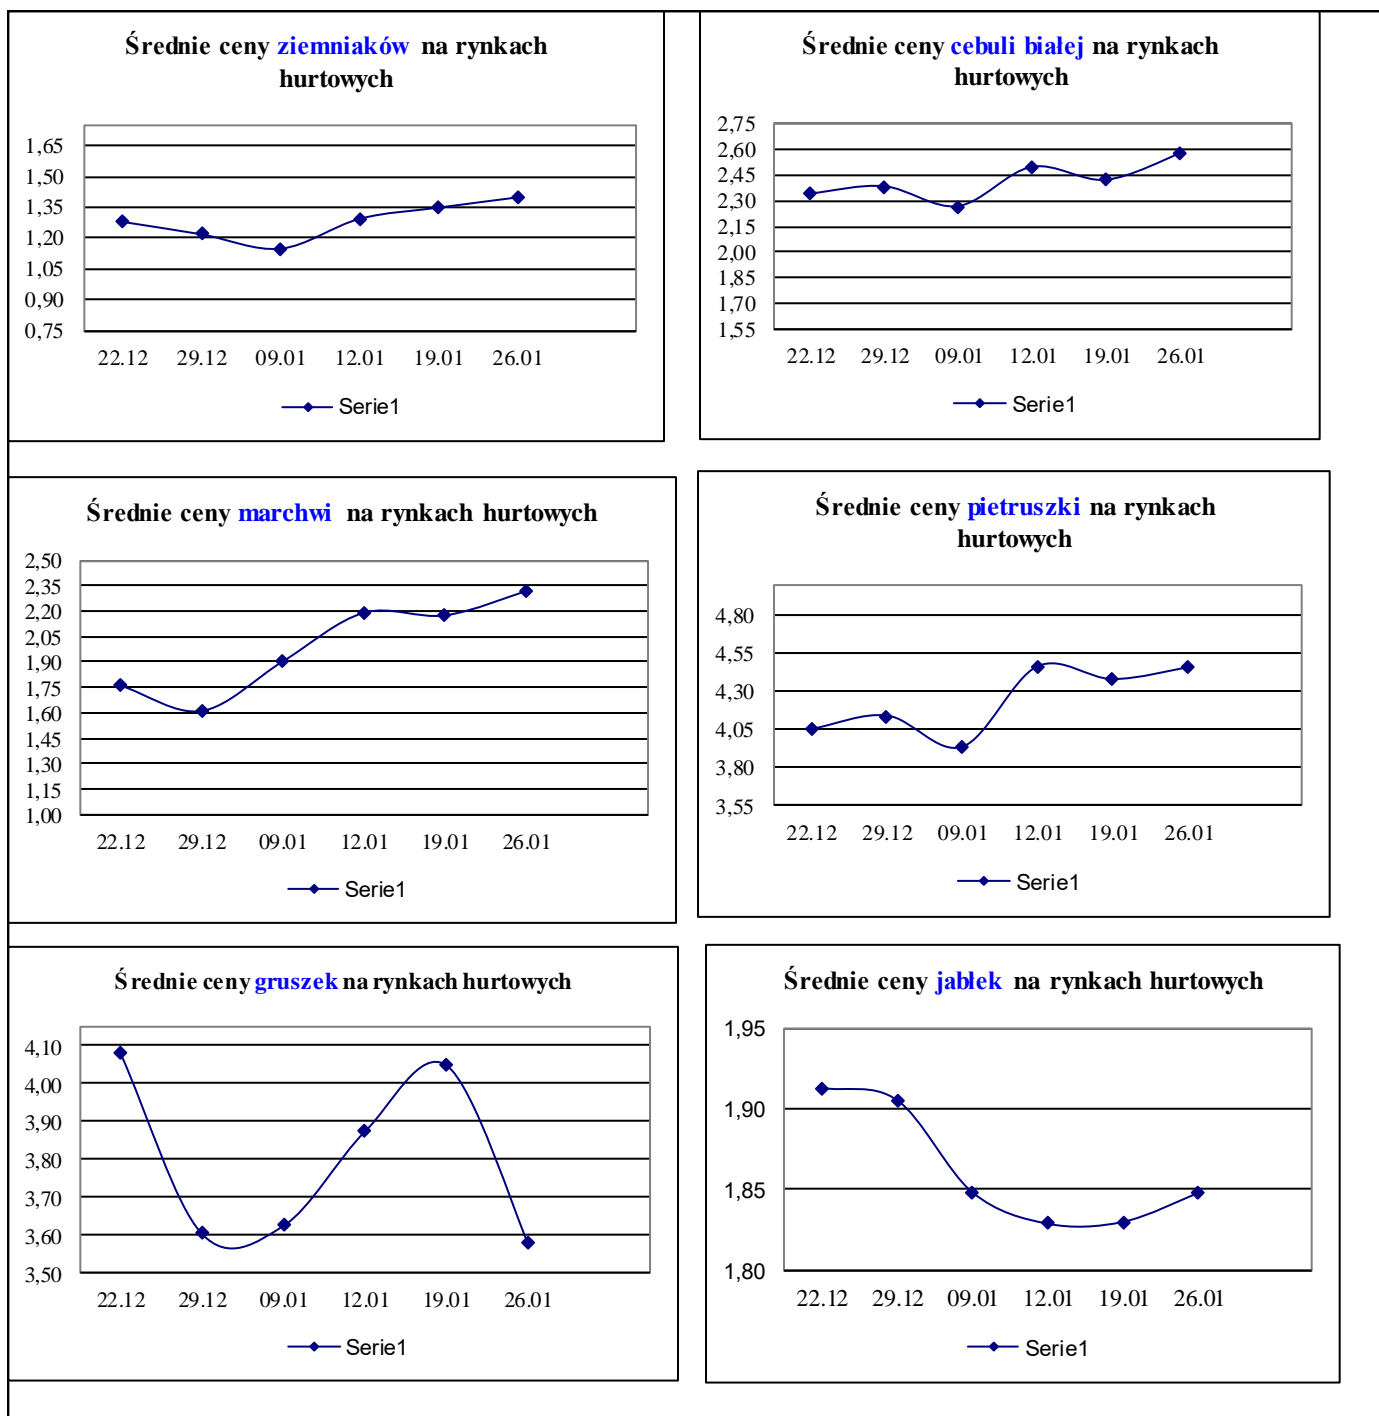 Średnie ceny ziemniaków na rynkach
hurtowych
1,65
1,50
1,35
1,20
1,05
0,90
0,75
22.12 29.12 09.01 12.01 19.01 26.01
Serie1
Średnie ceny cebuli białej na rynkach
hurtowych
2,75
2,60
2,45
2,30
2,15
2,00
1,85
1,70
1,55
22.12 29.12 09.01 12.01 19.01 26.01
Serie1
Średnie ceny marchwi na rynkach hurtowych
2,50
2,35
2,20
2,05
1,90
1,75
1,60
1,45
1,30
1,15
1,00
22.12 29.12 09.01 12.01 19.01 26.01
Serie1
Średnie ceny pietruszki na rynkach
hurtowych
4,80
4,55
4,30
4,05
3,80
3,55
22.12 29.12 09.01 12.01 19.01 26.01
Serie1
Średnie ceny gruszek na rynkach hurtowych
4,10
4,00
3,90
3,80
3,70
3,60
3,50
22.12 29.12 09.01 12.01 19.01 26.01
Serie1
Średnie ceny jabłek na rynkach hurtowych
1,95
1,90
1,85
1,80
22.12 29.12 09.01 12.01 19.01 26.01
Serie1